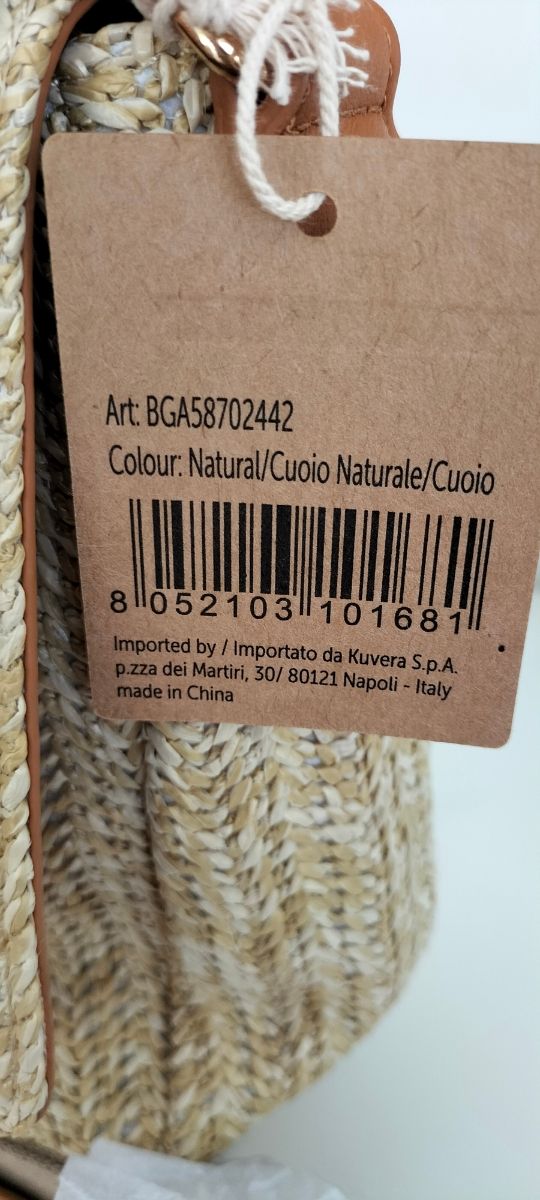 Art: BGA58702442
Colour: Natural/Cuoio Naturale/Cuoio
8 052103 101681
Imported by / Importato da Kuvera S.p.A.
p.zza dei Martiri, 30/ 80121 Napoli - Italy
made in China